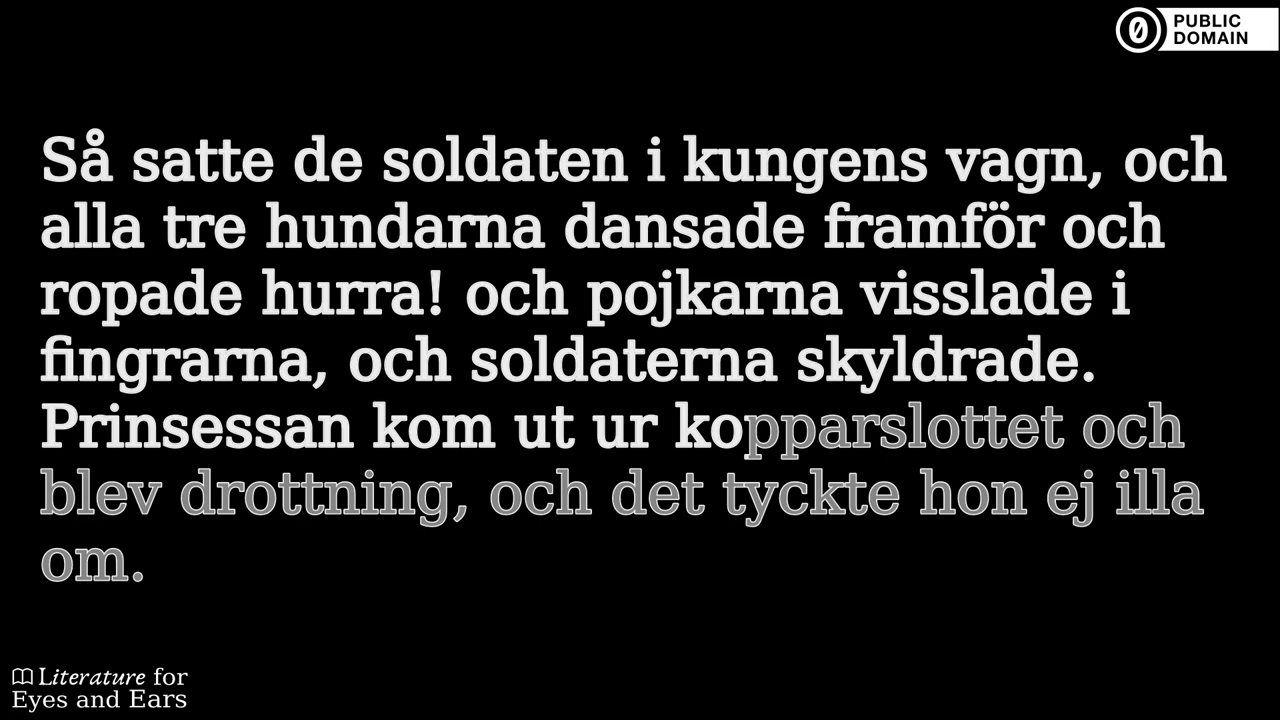 PUBLIC
DOMAIN
Så satte de soldaten i kungens vagn, och
alla tre hundarna dansade framför och
ropade hurra! och pojkarna visslade i
fingrarna, och soldaterna skyldrade.
Prinsessan kom ut ur kopparslottet och
blev drottning, och det tyckte hon ej illa
om.
Literature for
Eyes and Ears